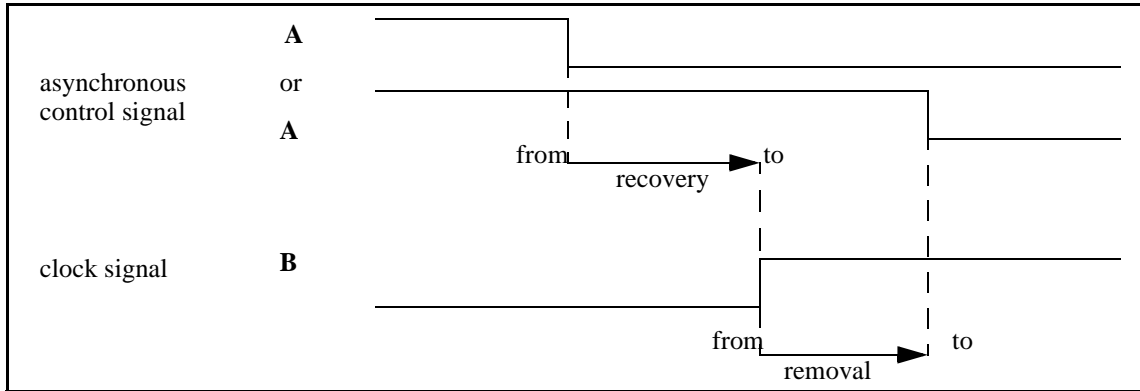 A
asynchronous
control signal
or
A
from
to
recovery
clock signal
B
from
to
removal